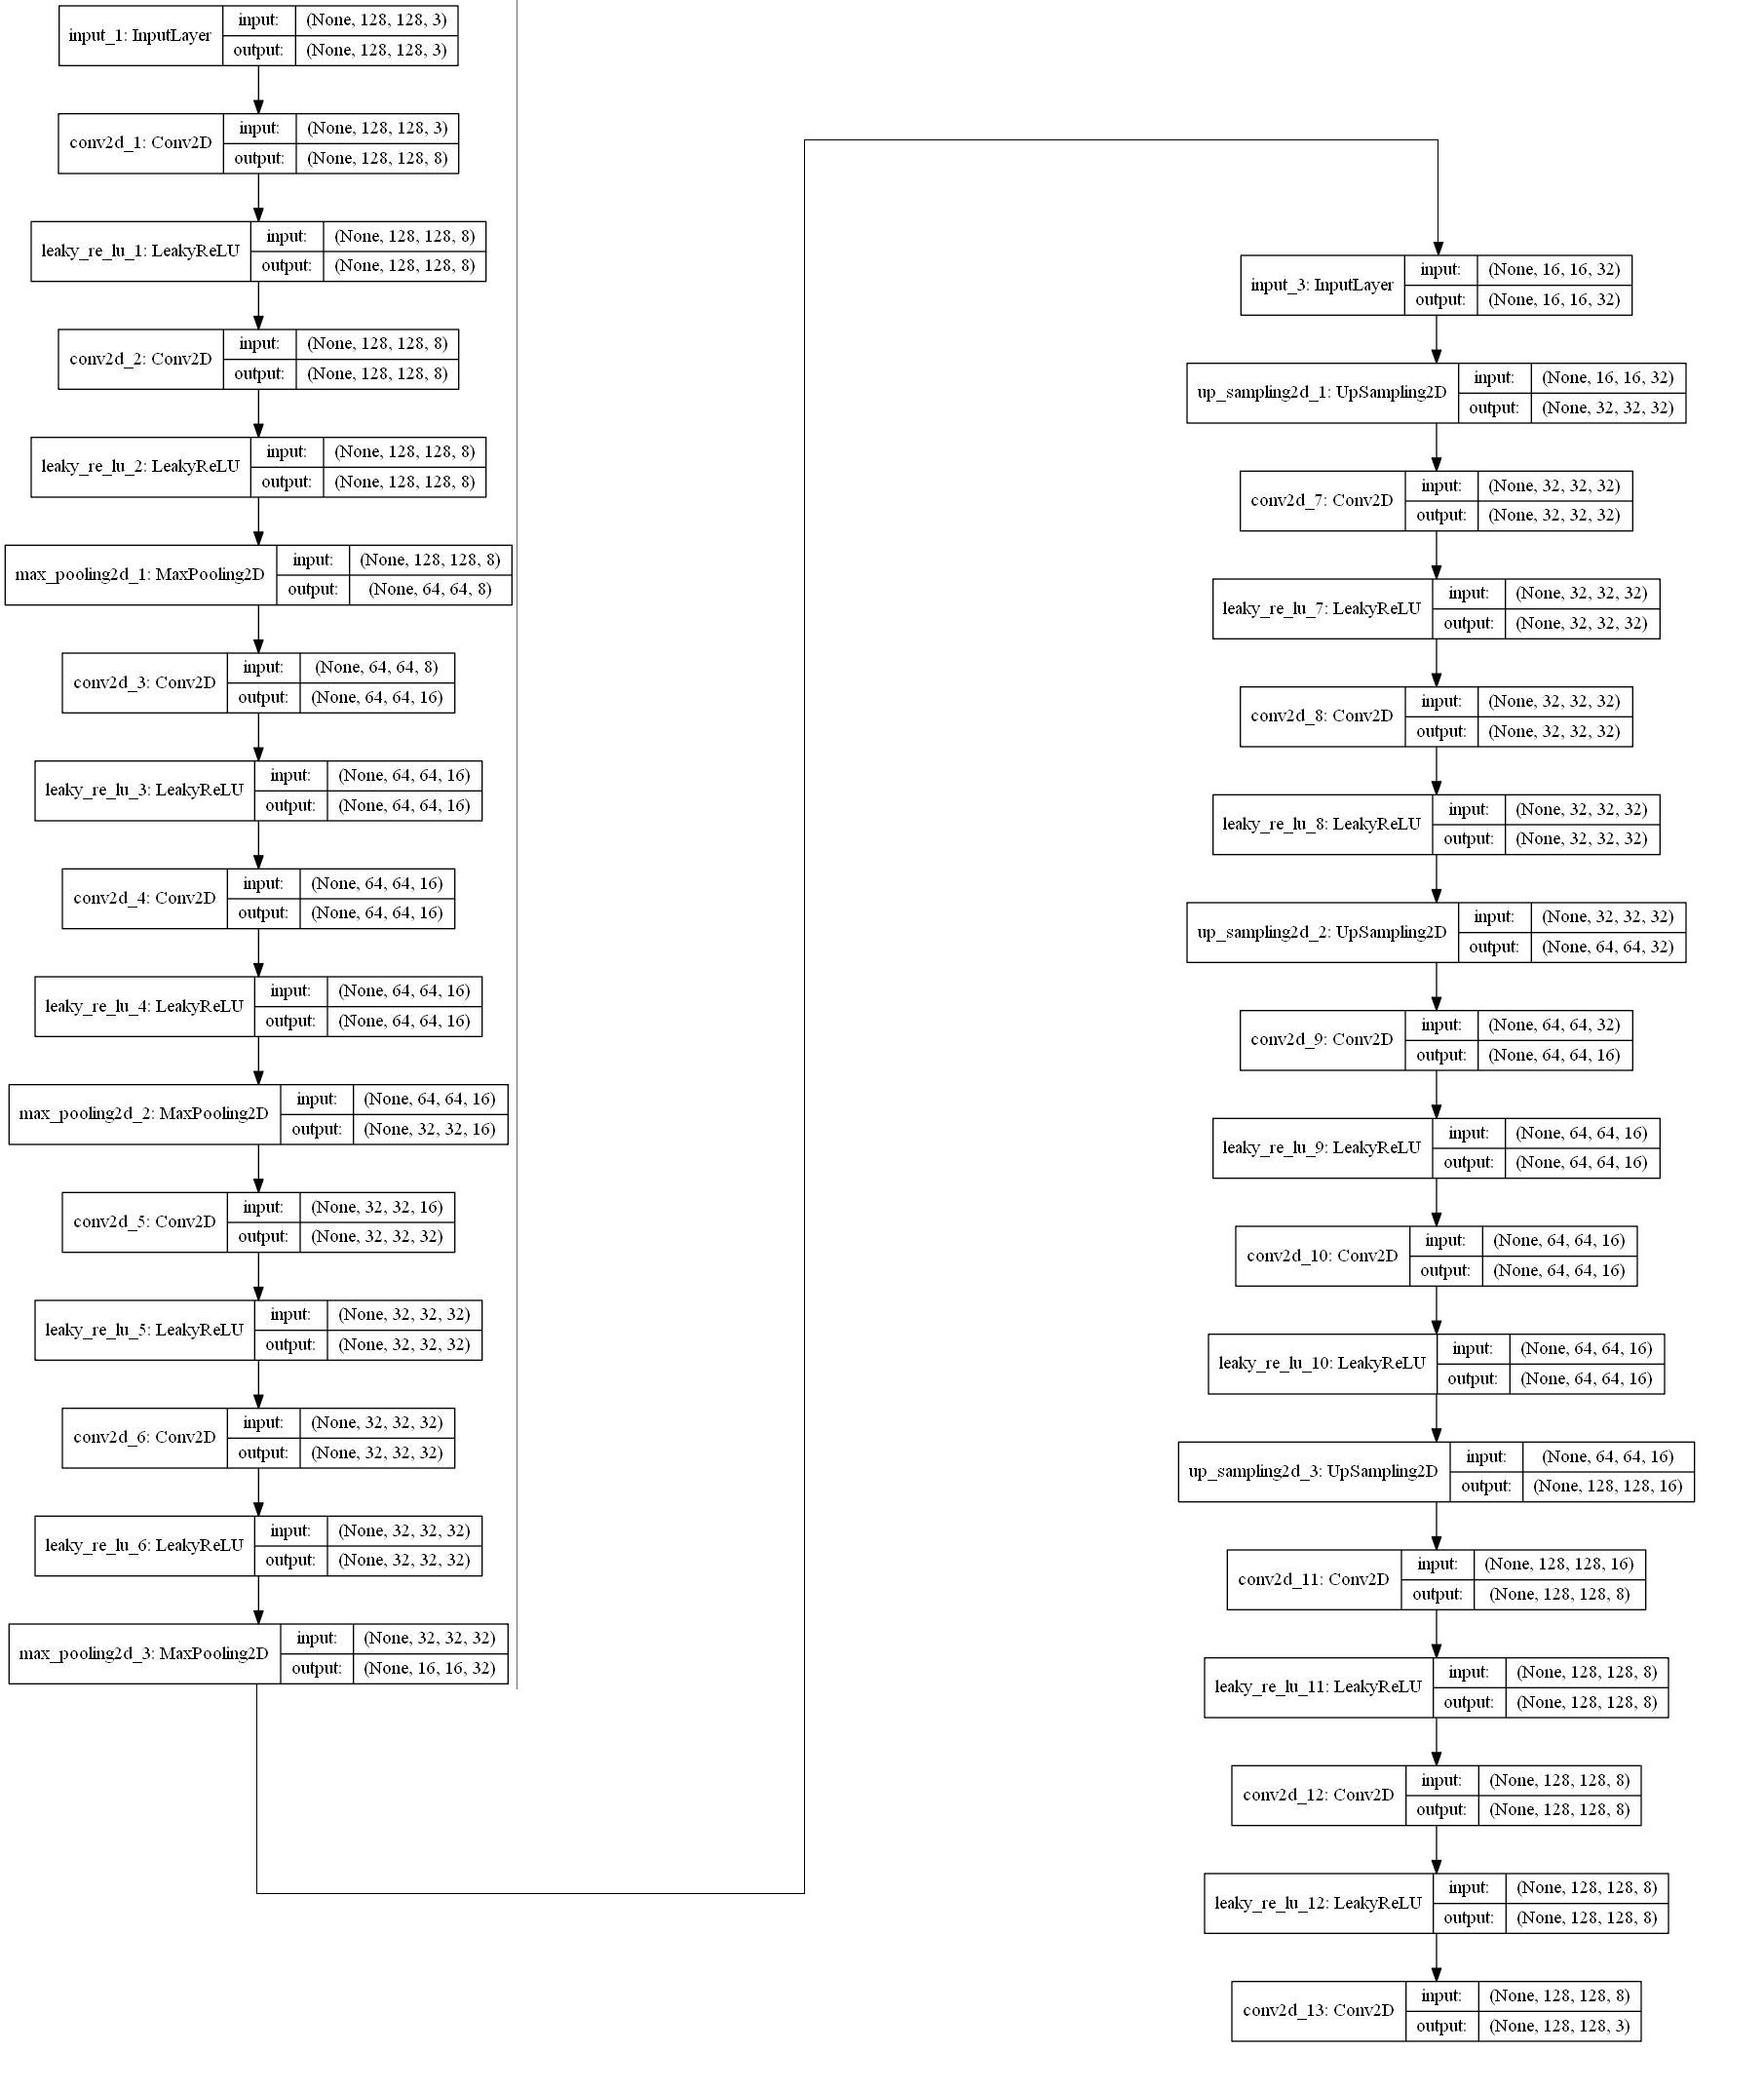 input_1: InputLayer
input: (None, 128, 128, 3)
output: (None, 128, 128, 3)
conv2d_1: Conv2D
input: (None, 128, 128, 3)
output: (None, 128, 128, 8)
leaky_re_lu_1: LeakyReLU
input: (None, 128, 128, 8)
output: (None, 128, 128, 8)
conv2d_2: Conv2D
input: (None, 128, 128, 8)
output: (None, 128, 128, 8)
leaky_re_lu_2: LeakyReLU
input: (None, 128, 128, 8)
output: (None, 128, 128, 8)
max_pooling2d_1: MaxPooling2D
input: (None, 128, 128, 8)
output: (None, 64, 64, 8)
conv2d_3: Conv2D
input: (None, 64, 64, 8)
output: (None, 64, 64, 16)
leaky_re_lu_3: LeakyReLU
input: (None, 64, 64, 16)
output: (None, 64, 64, 16)
conv2d_4: Conv2D
input: (None, 64, 64, 16)
output: (None, 64, 64, 16)
leaky_re_lu_4: LeakyReLU
input: (None, 64, 64, 16)
output: (None, 64, 64, 16)
max_pooling2d_2: MaxPooling2D
input: (None, 64, 64, 16)
output: (None, 32, 32, 16)
conv2d_5: Conv2D
input: (None, 32, 32, 16)
output: (None, 32, 32, 32)
leaky_re_lu_5: LeakyReLU
input: (None, 32, 32, 32)
output: (None, 32, 32, 32)
conv2d_6: Conv2D
input: (None, 32, 32, 32)
output: (None, 32, 32, 32)
leaky_re_lu_6: LeakyReLU
input: (None, 32, 32, 32)
output: (None, 32, 32, 32)
max_pooling2d_3: MaxPooling2D
input: (None, 32, 32, 32)
output: (None, 16, 16, 32)
input_3: InputLayer
input: (None, 16, 16, 32)
output: (None, 16, 16, 32)
up_sampling2d_1: UpSampling2D
input: (None, 16, 16, 32)
output: (None, 32, 32, 32)
conv2d_7: Conv2D
input: (None, 32, 32, 32)
output: (None, 32, 32, 32)
leaky_re_lu_7: LeakyReLU
input: (None, 32, 32, 32)
output: (None, 32, 32, 32)
conv2d_8: Conv2D
input: (None, 32, 32, 32)
output: (None, 32, 32, 32)
leaky_re_lu_8: LeakyReLU
input: (None, 32, 32, 32)
output: (None, 32, 32, 32)
up_sampling2d_2: UpSampling2D
input: (None, 32, 32, 32)
output: (None, 64, 64, 32)
conv2d_9: Conv2D
input: (None, 64, 64, 32)
output: (None, 64, 64, 16)
leaky_re_lu_9: LeakyReLU
input: (None, 64, 64, 16)
output: (None, 64, 64, 16)
conv2d_10: Conv2D
input: (None, 64, 64, 16)
output: (None, 64, 64, 16)
leaky_re_lu_10: LeakyReLU
input: (None, 64, 64, 16)
output: (None, 64, 64, 16)
up_sampling2d_3: UpSampling2D
input: (None, 64, 64, 16)
output: (None, 128, 128, 16)
conv2d_11: Conv2D
input: (None, 128, 128, 16)
output: (None, 128, 128, 8)
leaky_re_lu_11: LeakyReLU
input: (None, 128, 128, 8)
output: (None, 128, 128, 8)
conv2d_12: Conv2D
input: (None, 128, 128, 8)
output: (None, 128, 128, 8)
leaky_re_lu_12: LeakyReLU
input: (None, 128, 128, 8)
output: (None, 128, 128, 8)
conv2d_13: Conv2D
input: (None, 128, 128, 8)
output: (None, 128, 128, 3)